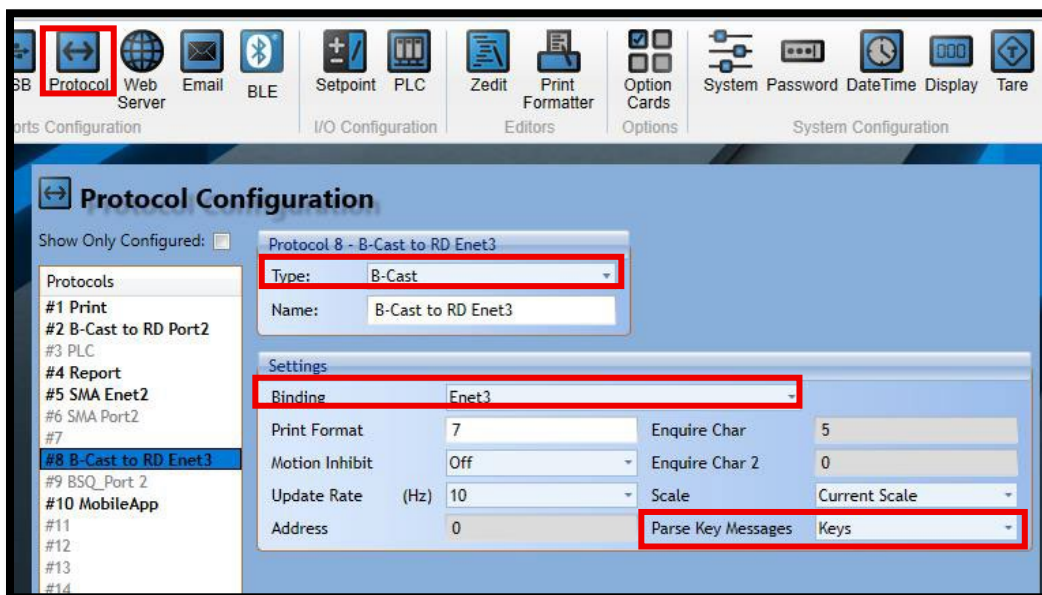 SB Protocol Web Server Email BLE Setpoint PLC Zedit Print Formatter Option Cards System Password DateTime Display Tare
orts Configuration I/O Configuration Editors Options System Configuration
Protocol Configuration
Show Only Configured:
Protocols
#1 Print
#2 B-Cast to RD Port2
#3 PLC
#4 Report
#5 SMA Enet2
#6 SMA Port2
#7
#8 B-Cast to RD Enet3
#9 BSQ_Port 2
#10 MobileApp
#11
#12
#13
#14
Protocol 8 - B-Cast to RD Enet3
Type: B-Cast
Name: B-Cast to RD Enet3
Settings
Binding Enet3
Print Format 7 Enquire Char 5
Motion Inhibit Off Enquire Char 2 0
Update Rate (Hz) 10 Scale Current Scale
Address 0 Parse Key Messages Keys